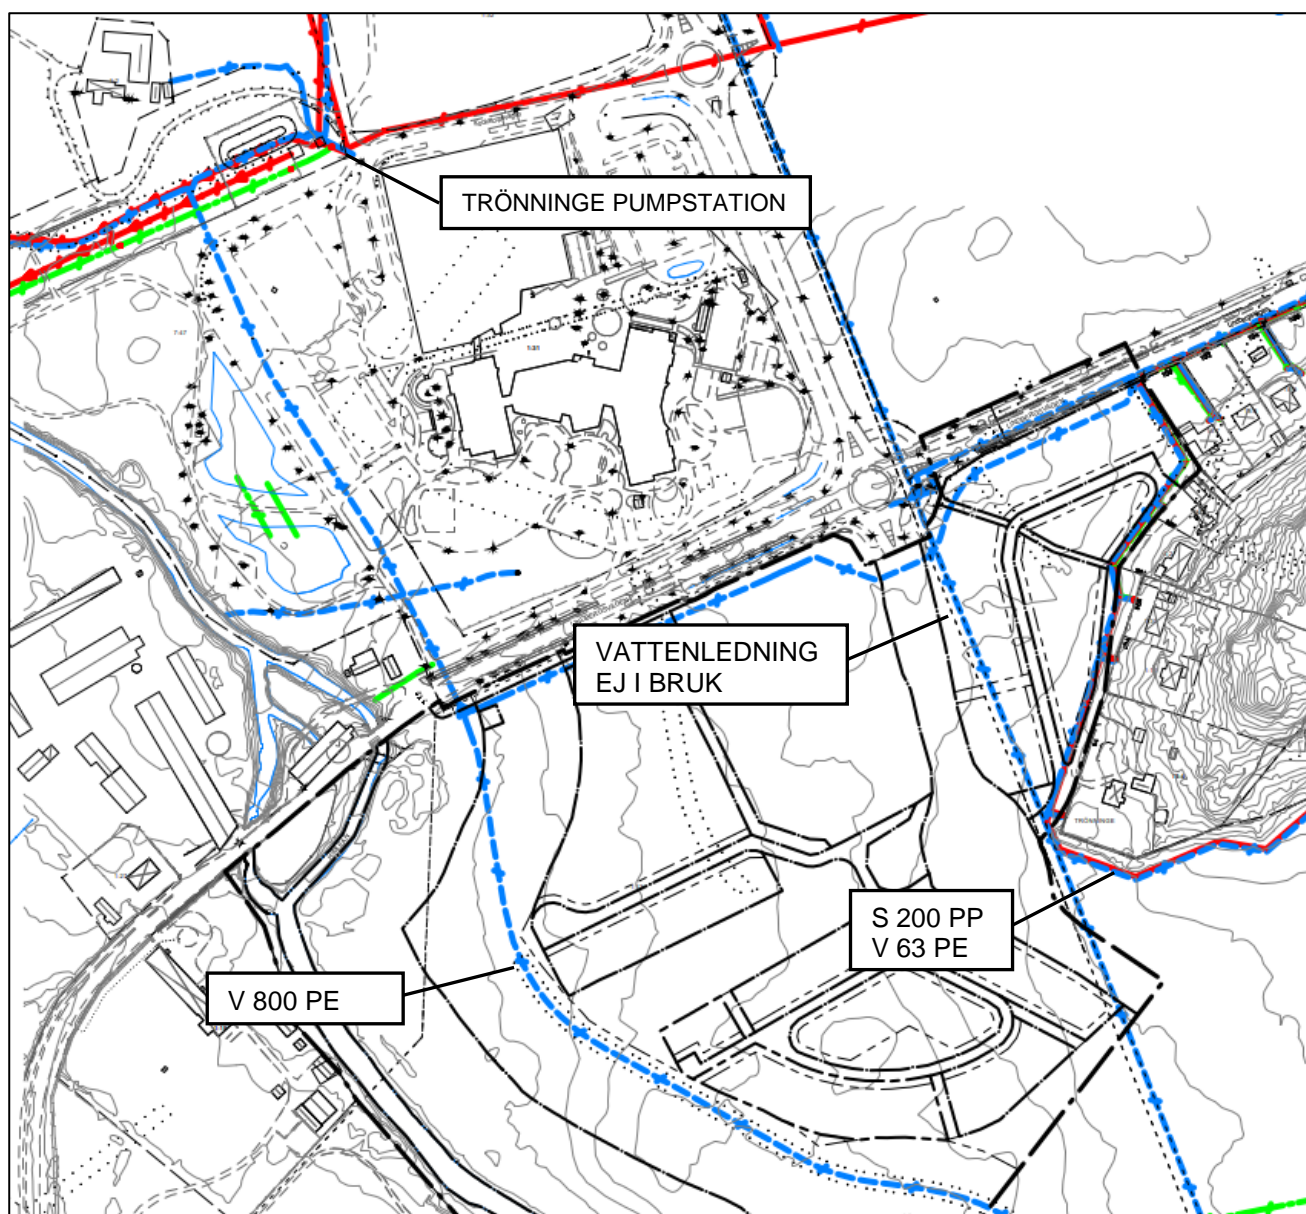 TRÖNNINGE PUMPSTATION
VATTENLEDNING
EJ I BRUK
S 200 PP
V 63 PE
V 800 PE
TRÖNNINGE